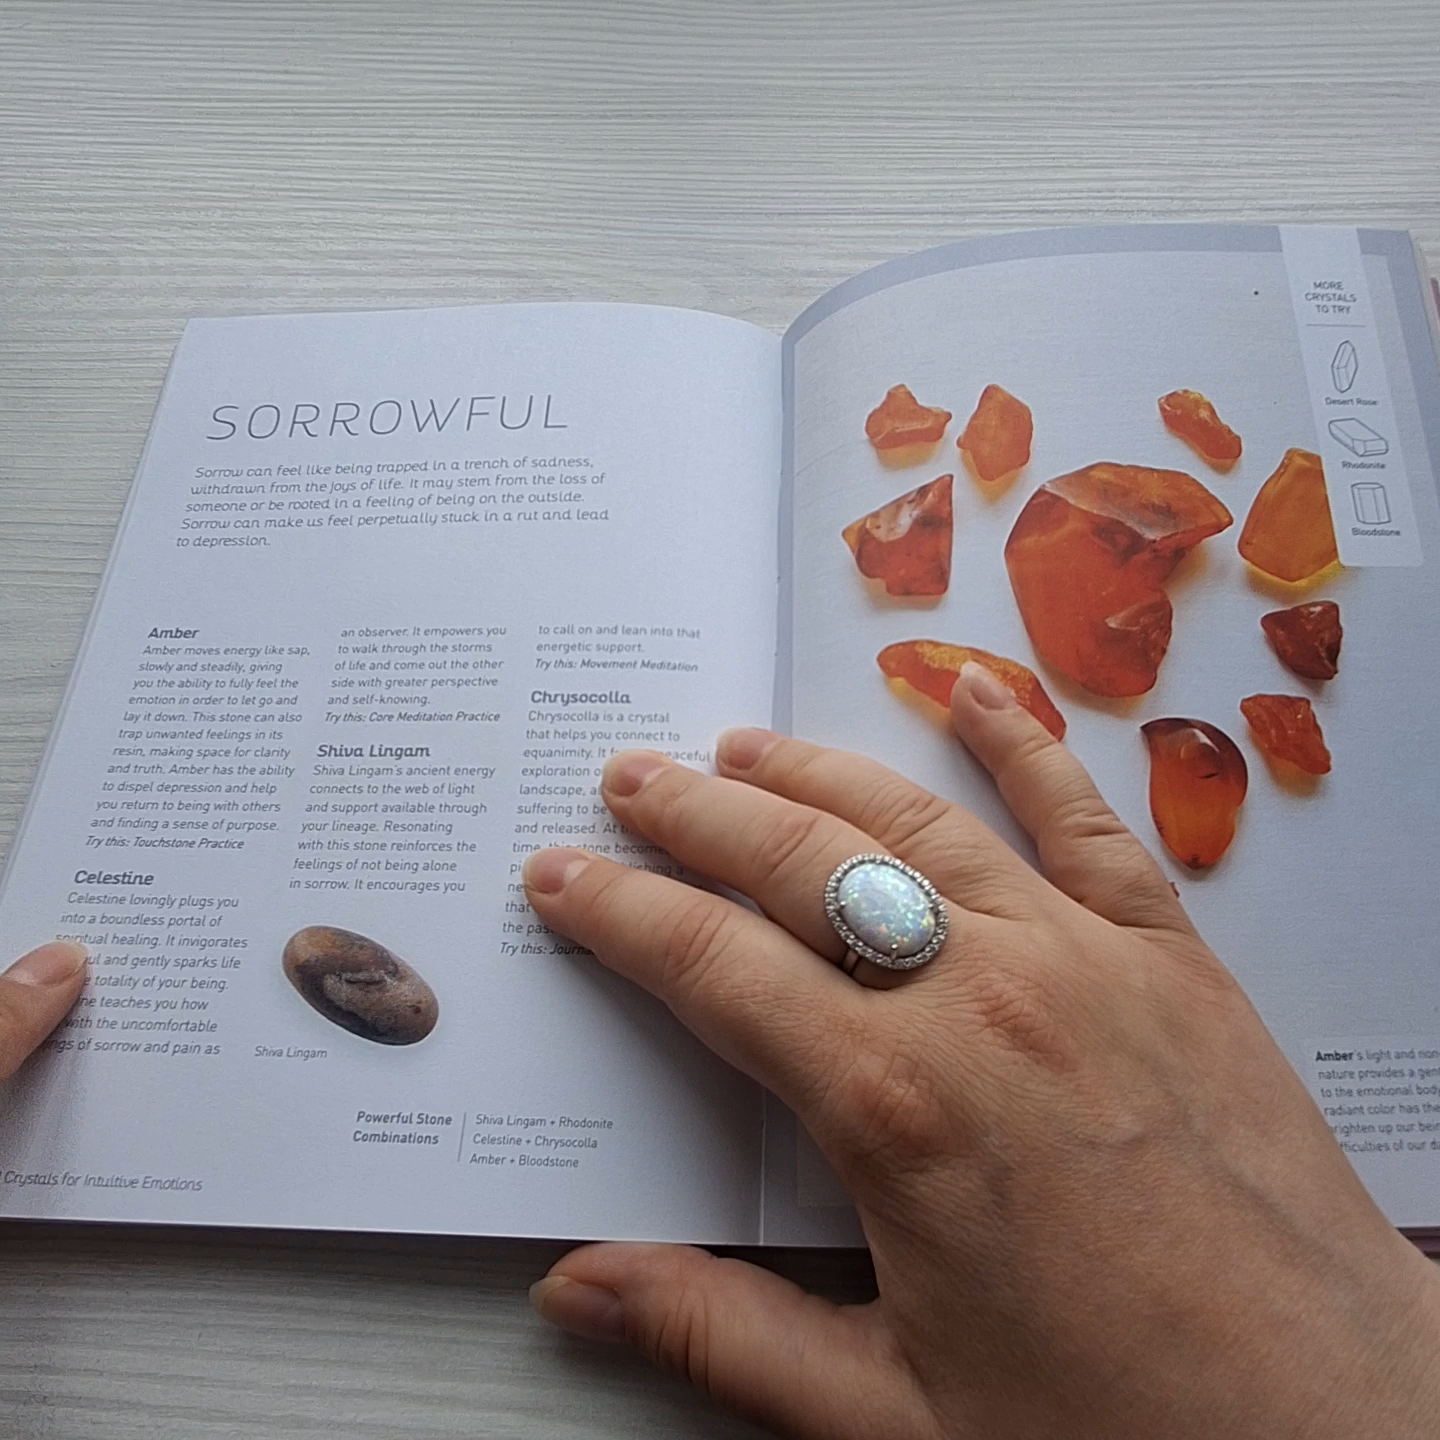 SORROWFUL
Sorrow can feel like being trapped in a trench of sadness,
withdrawn from the joys of life. It may stem from the loss of
someone or be rooted in a feeling of being on the outside.
Sorrow can make us feel perpetually stuck in a rut and lead
to depression.
Amber
Amber moves energy like sap,
slowly and steadily, giving
you the ability to fully feel the
emotion in order to let go and
lay it down. This stone can also
trap unwanted feelings in its
resin, making space for clarity
and truth. Amber has the ability
to dispel depression and help
you return to being with others
and finding a sense of purpose.
Try this: Touchstone Practice
Celestine
Celestine lovingly plugs you
into a boundless portal of
spiritual healing. It invigorates
and gently sparks life
totality of your being.
teaches you how
with the uncomfortable
of sorrow and pain as
an observer. It empowers you
to walk through the storms
of life and come out the other
side with greater perspective
and self-knowing.
Try this: Core Meditation Practice
Shiva Lingam
Shiva Lingam's ancient energy
connects to the web of light
and support available through
your lineage. Resonating
with this stone reinforces the
feelings of not being alone
in sorrow. It encourages you
Shiva Lingam
to call on and lean into that
energetic support.
Try this: Movement Meditation
Chrysocolla
Chrysocolla is a crystal
that helps you connect to
equanimity. It
exploration
landscape,
suffering to be
and released. At
time, this stone
that
the
Try this:
Powerful Stone
Combinations
Shiva Lingam + Rhodonite
Celestine + Chrysocolla
Amber + Bloodstone
Crystals for Intuitive Emotions
MORE
CRYSTALS
TO TRY
Desert Rose
Rhodonite
Bloodstone
Amber's light and
nature provides a
to the emotional
radiant color has the
up our
of our